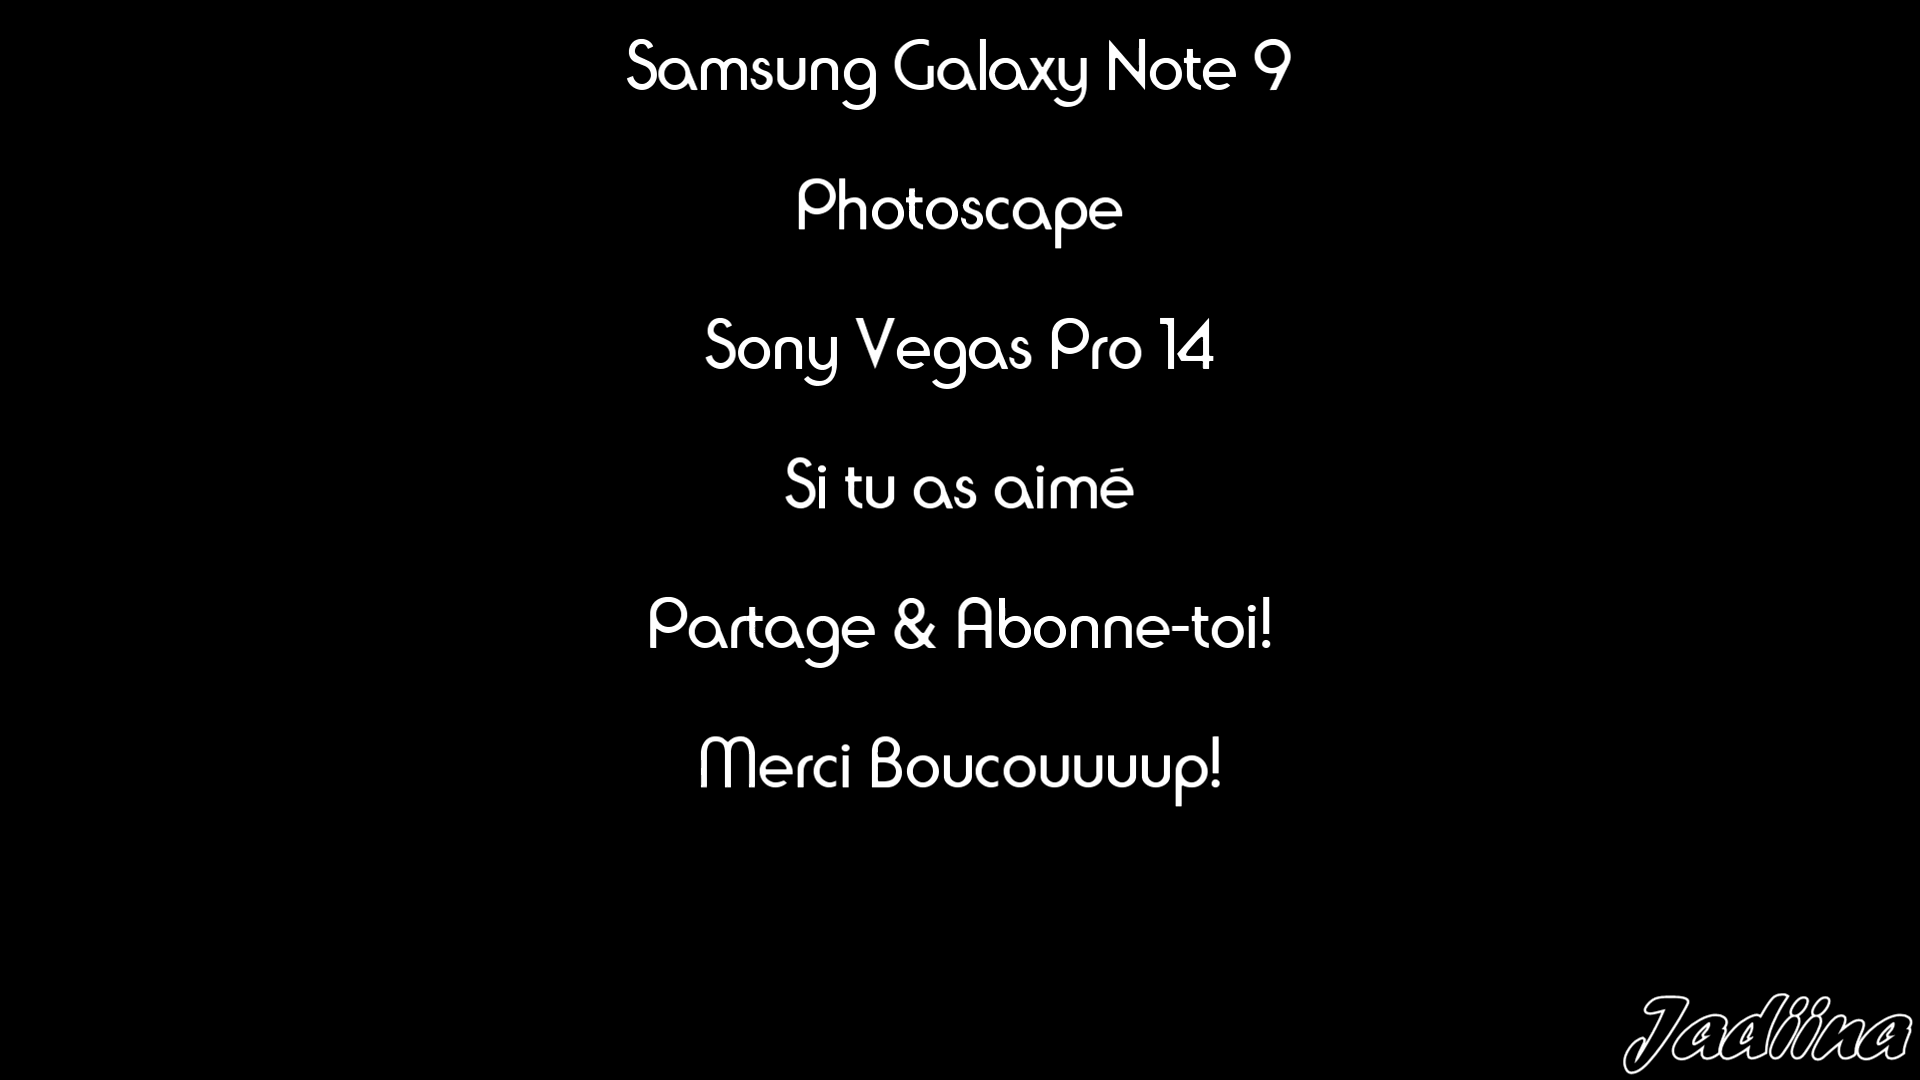 Samsung Galaxy Note 9
Photoscape
Sony Vegas Pro 14
Si tu as aimé
Partage & Abonne-toi!
Merci Boucouuuup!
Jadiina